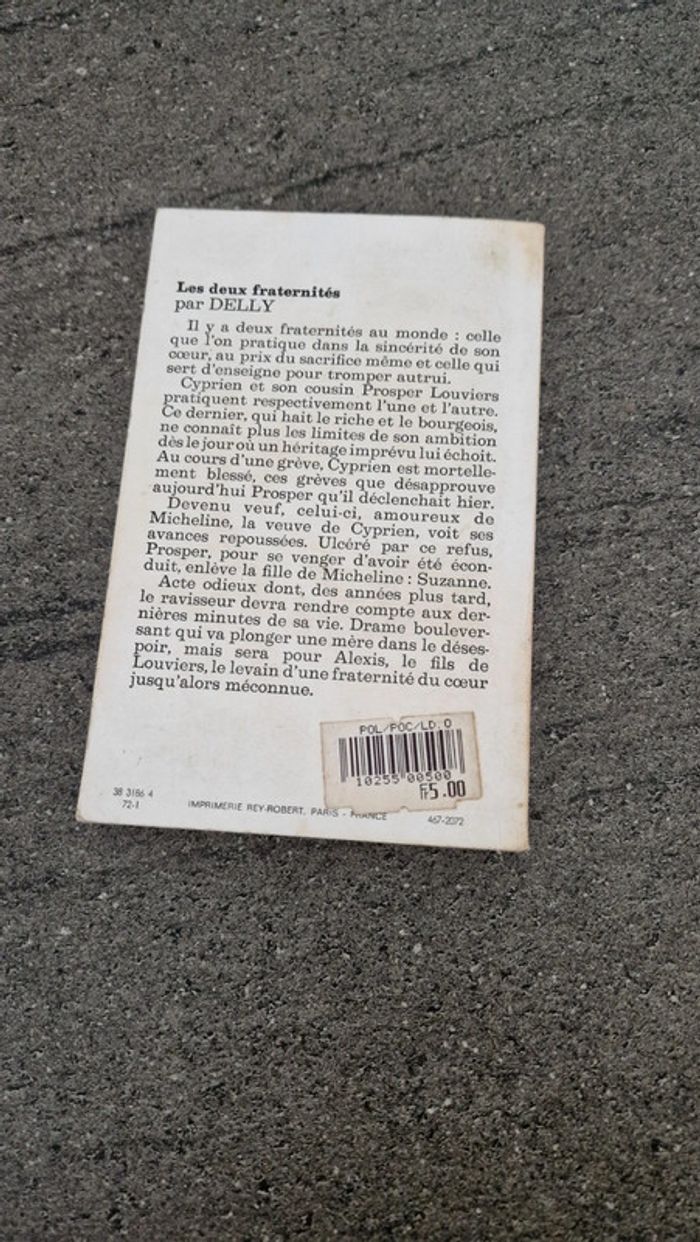 Les deux fraternités
par DELLY
Il y a deux fraternités au monde : celle
que l'on pratique dans la sincérité de son
cœur, au prix du sacrifice même et celle qui
sert d'enseigne pour tromper autrui.
Cyprien et son cousin Prosper Louviers
pratiquent respectivement l'une et l'autre.
Ce dernier, qui hait le riche et le bourgeois,
ne connaît plus les limites de son ambition
dès le jour où un héritage imprévu lui échoit.
Au cours d'une grève, Cyprien est mortelle-
ment blessé, ces grèves que désapprouve
aujourd'hui Prosper qu'il déclenchait hier.
Devenu veuf, celui-ci, amoureux de
Micheline, la veuve de Cyprien, voit ses
avances repoussées. Ulcéré par ce refus,
Prosper, pour se venger d'avoir été écon-
duit, enlève la fille de Micheline : Suzanne.
Acte odieux dont, des années plus tard,
le ravisseur devra rendre compte aux der-
nières minutes de sa vie. Drame boulever-
sant qui va plonger une mère dans le déses-
poir, mais sera pour Alexis, le fils de
Louviers, le levain d'une fraternité du cœur
jusqu'alors méconnue.
POL/POC/LD.O
10255 00500
Fr5.00
38 3186 4
72-1
IMPRIMERIE REY-ROBERT, PARIS - FRANCE
467-2072